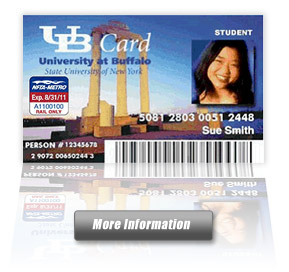 UB Card
STUDENT
University at Buffalo
State University of New York
NFTA-METRO
Exp. 8/31/11
A1100100
RAIL ONLY
5081 2803 0051 2448
Sue Smith
PERSON # 12345678
2 9072 00650244 3
More Information